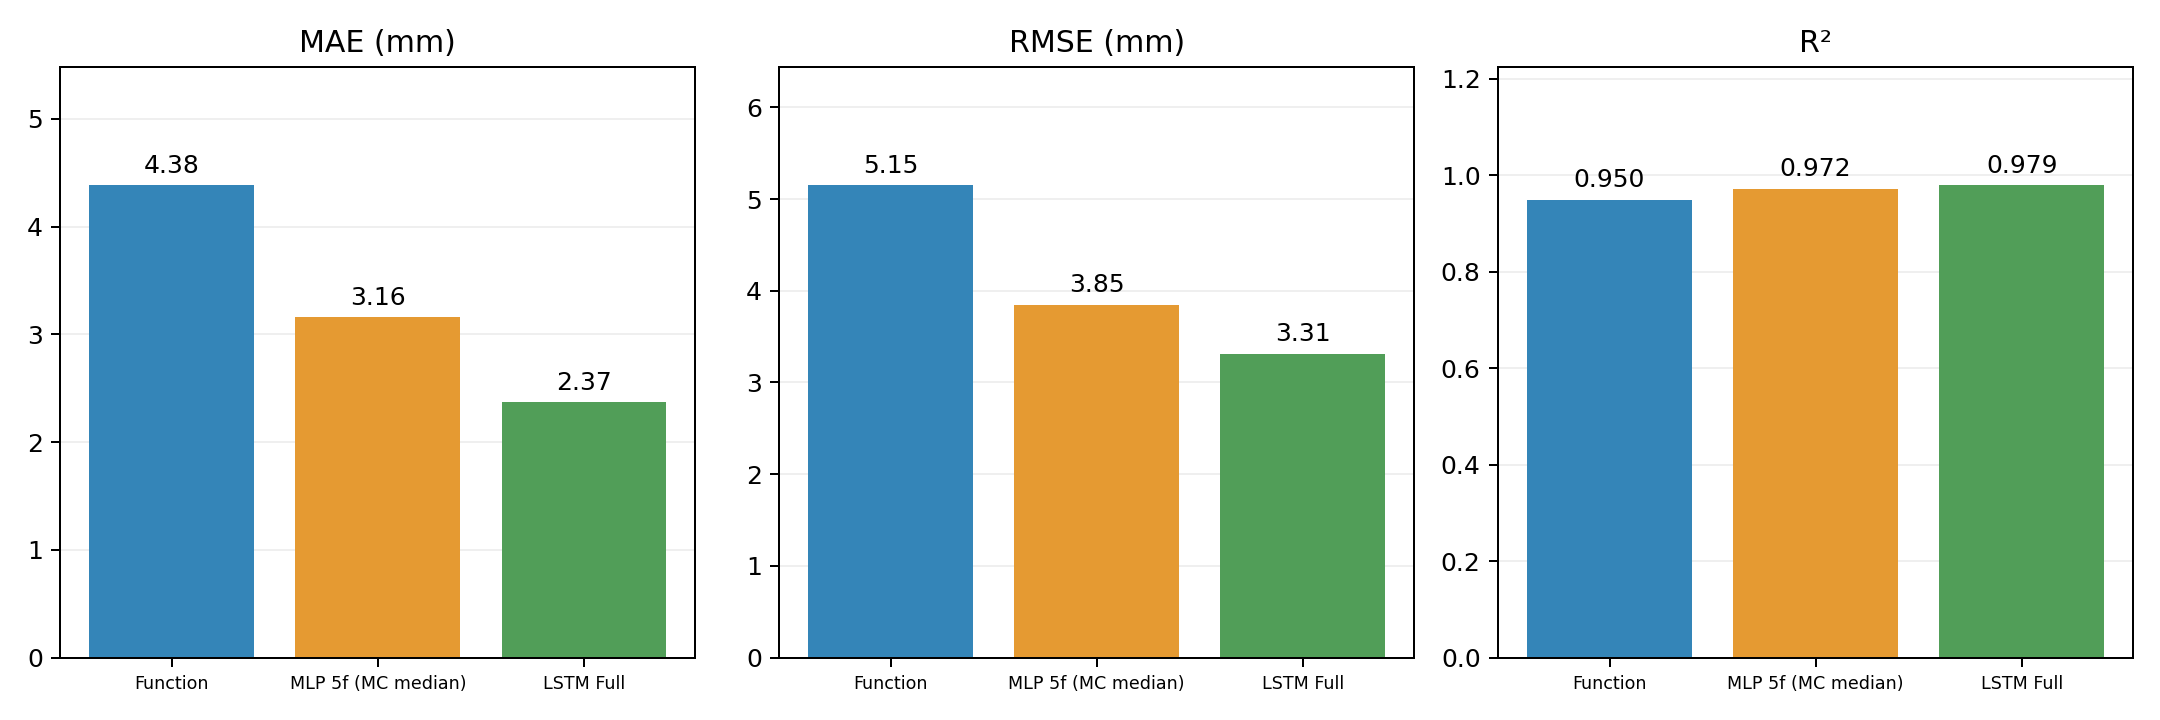 MAE (mm)
5
4
3
2
1
0
4.38
3.16
2.37
Function
MLP 5f (MC median)
LSTM Full
RMSE (mm)
6
5
4
3
2
1
0
5.15
3.85
3.31
Function
MLP 5f (MC median)
LSTM Full
R²
1.2
1.0
0.8
0.6
0.4
0.2
0.0
0.950
0.972
0.979
Function
MLP 5f (MC median)
LSTM Full